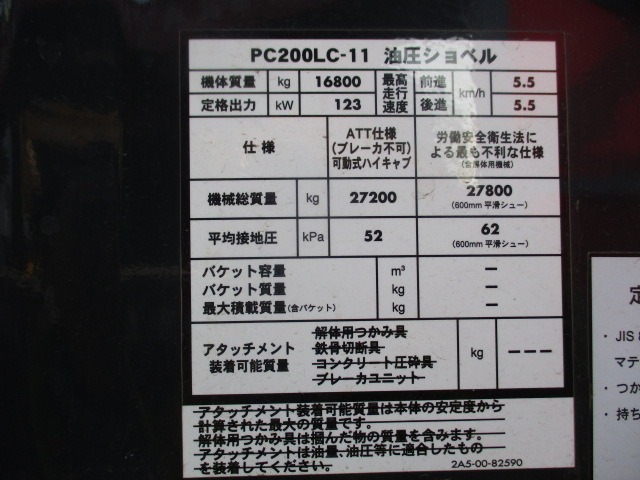 PC200LC-11 油圧ショベル
機体質量 kg 16800 最高走行速度 前進 km/h 5.5
定格出力 kW 123 後進 5.5
仕様 ATT仕様(ブレーカ不可)可動式ハイキャブ 労働安全衛生法による最も不利な仕様(含解体用機械)
機械総質量 kg 27200 27800
(600mm 平滑シュー)
平均接地圧 kPa 52 62
(600mm 平滑シュー)
バケット容量 m³ −
バケット質量 kg −
最大積載質量(含バケット) kg −
アタッチメント装着可能質量 kg −−−
解体用つかみ具
鉄骨切断具
コンクリート圧砕具
ブレーカユニット
アタッチメント装着可能質量は本体の安定度から
計算された最大の質量です。
解体用つかみ具は掴んだ物の質量を含みます。
アタッチメントは油量、油圧等に適合したもの
を装着してください。 2A5-00-82590
定
・JIS
マテ
・つか
・持ち